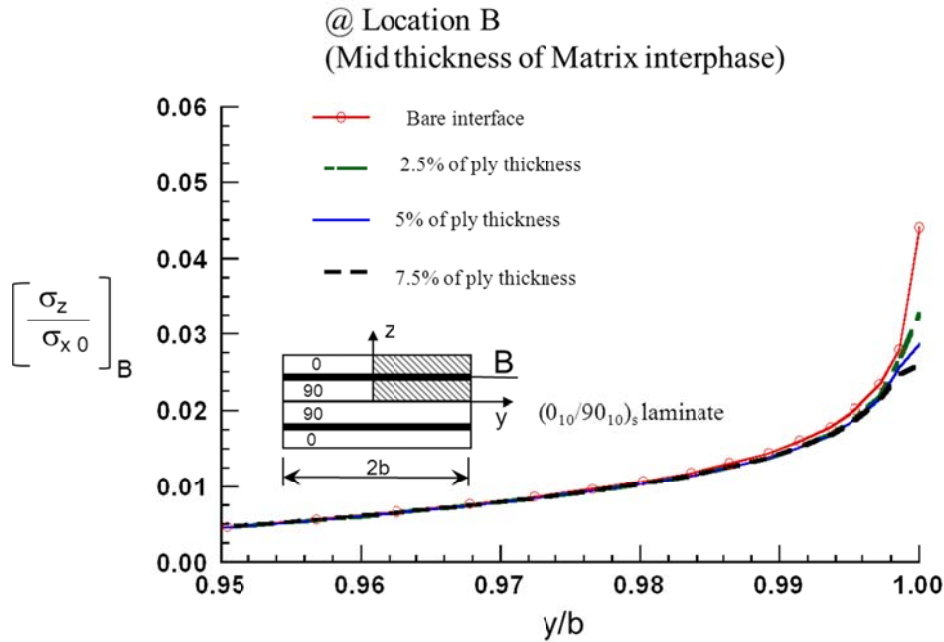 @ Location B
(Mid thickness of Matrix interphase)
0.06
0.05
0.04
0.03
0.02
0.01
0.00
Bare interface
2.5% of ply thickness
5% of ply thickness
7.5% of ply thickness
[σz / σx 0]B
z
0
B
90
90
y
(0₁₀/90₁₀)ₛ laminate
0
2b
0.95
0.96
0.97
0.98
0.99
1.00
y/b